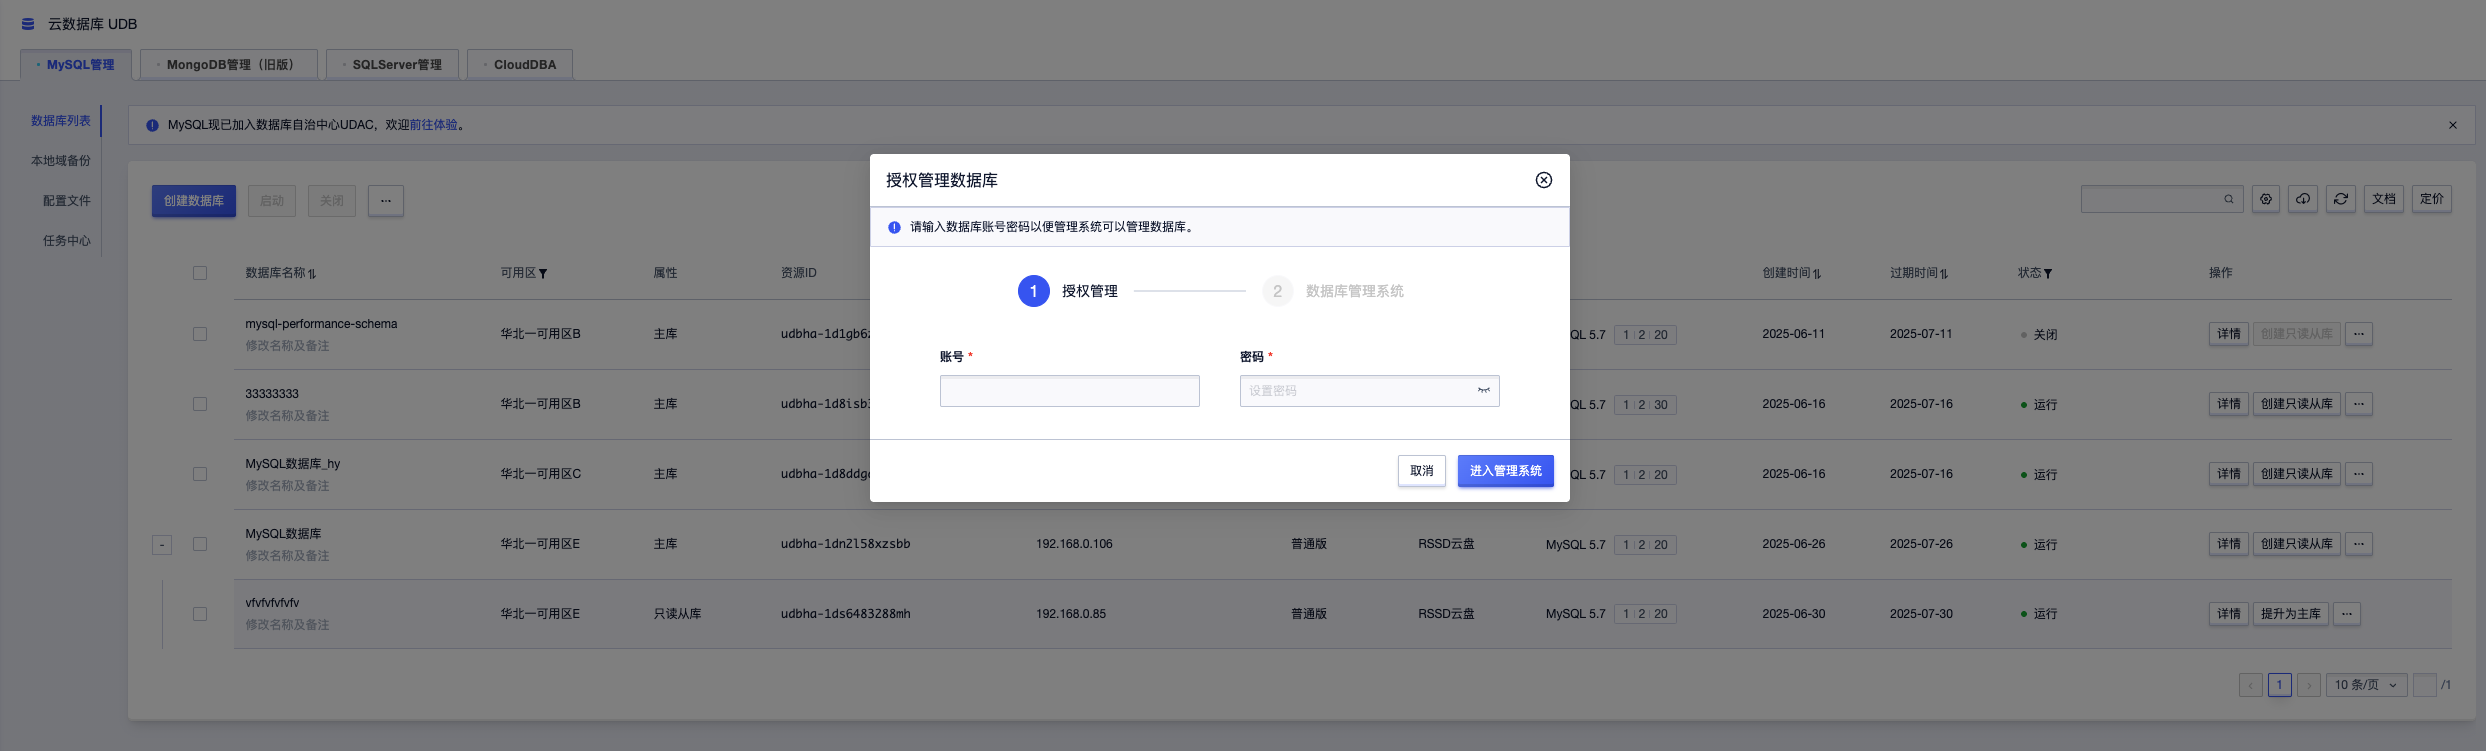 云数据库 UDB
MySQL管理 MongoDB管理（旧版） SQLServer管理 CloudDBA
数据库列表
本地域备份
配置文件
任务中心
MySQL现已加入数据库自治中心UDAC，欢迎前往体验。
创建数据库 启动 关闭 ...
文档 定价
数据库名称 可用区 属性 资源ID 创建时间 过期时间 状态 操作
mysql-performance-schema
修改名称及备注
华北一可用区B 主库 udbha-1d1gb6 QL 5.7 1 2 20 2025-06-11 2025-07-11 关闭 详情 创建只读从库 ...
33333333
修改名称及备注
华北一可用区B 主库 udbha-1d8isb QL 5.7 1 2 30 2025-06-16 2025-07-16 运行 详情 创建只读从库 ...
MySQL数据库_hy
修改名称及备注
华北一可用区C 主库 udbha-1d8ddg QL 5.7 1 2 20 2025-06-16 2025-07-16 运行 详情 创建只读从库 ...
MySQL数据库
修改名称及备注
华北一可用区E 主库 udbha-1dn2l58xzsbb 192.168.0.106 普通版 RSSD云盘 MySQL 5.7 1 2 20 2025-06-26 2025-07-26 运行 详情 创建只读从库 ...
vfvfvfvfvfv
修改名称及备注
华北一可用区E 只读从库 udbha-1ds6483288mh 192.168.0.85 普通版 RSSD云盘 MySQL 5.7 1 2 20 2025-06-30 2025-07-30 运行 详情 提升为主库 ...
1 10 条/页 /1
授权管理数据库
请输入数据库账号密码以便管理系统可以管理数据库。
1 授权管理 2 数据库管理系统
账号 * 密码 *
设置密码
取消 进入管理系统